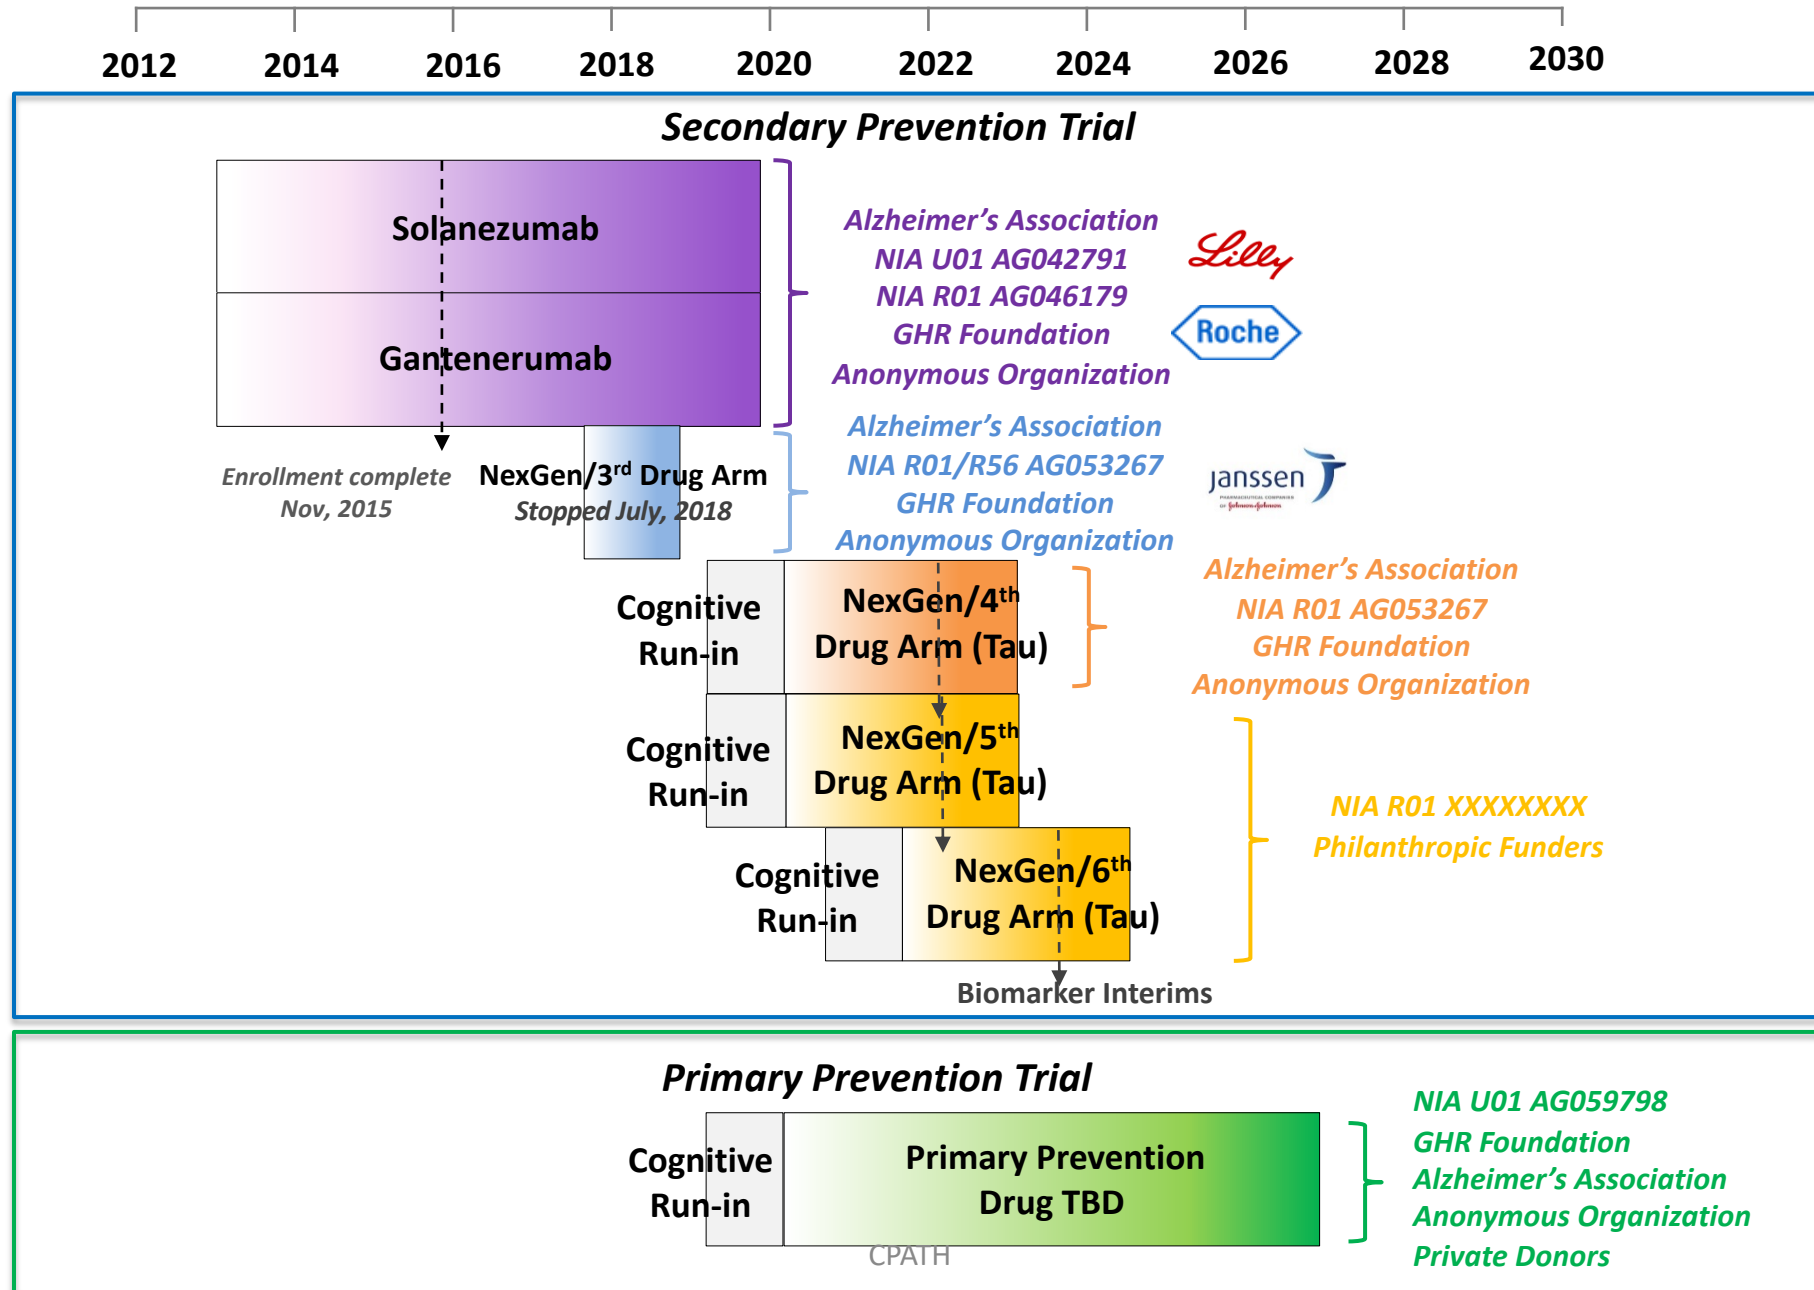 2012 2014 2016 2018 2020 2022 2024 2026 2028 2030
Secondary Prevention Trial
Solanezumab
Gantenerumab
Alzheimer's Association
NIA U01 AG042791
NIA R01 AG046179
GHR Foundation
Anonymous Organization
Lilly
Roche
Enrollment complete
Nov, 2015
NexGen/3rd Drug Arm
Stopped July, 2018
Alzheimer's Association
NIA R01/R56 AG053267
GHR Foundation
Anonymous Organization
janssen
PHARMACEUTICAL COMPANIES
OF Johnson & Johnson
Cognitive
Run-in
NexGen/4th
Drug Arm (Tau)
Alzheimer's Association
NIA R01 AG053267
GHR Foundation
Anonymous Organization
Cognitive
Run-in
NexGen/5th
Drug Arm (Tau)
Cognitive
Run-in
NexGen/6th
Drug Arm (Tau)
NIA R01 XXXXXXXX
Philanthropic Funders
Biomarker Interims
Primary Prevention Trial
Cognitive
Run-in
Primary Prevention
Drug TBD
CPATH
NIA U01 AG059798
GHR Foundation
Alzheimer's Association
Anonymous Organization
Private Donors